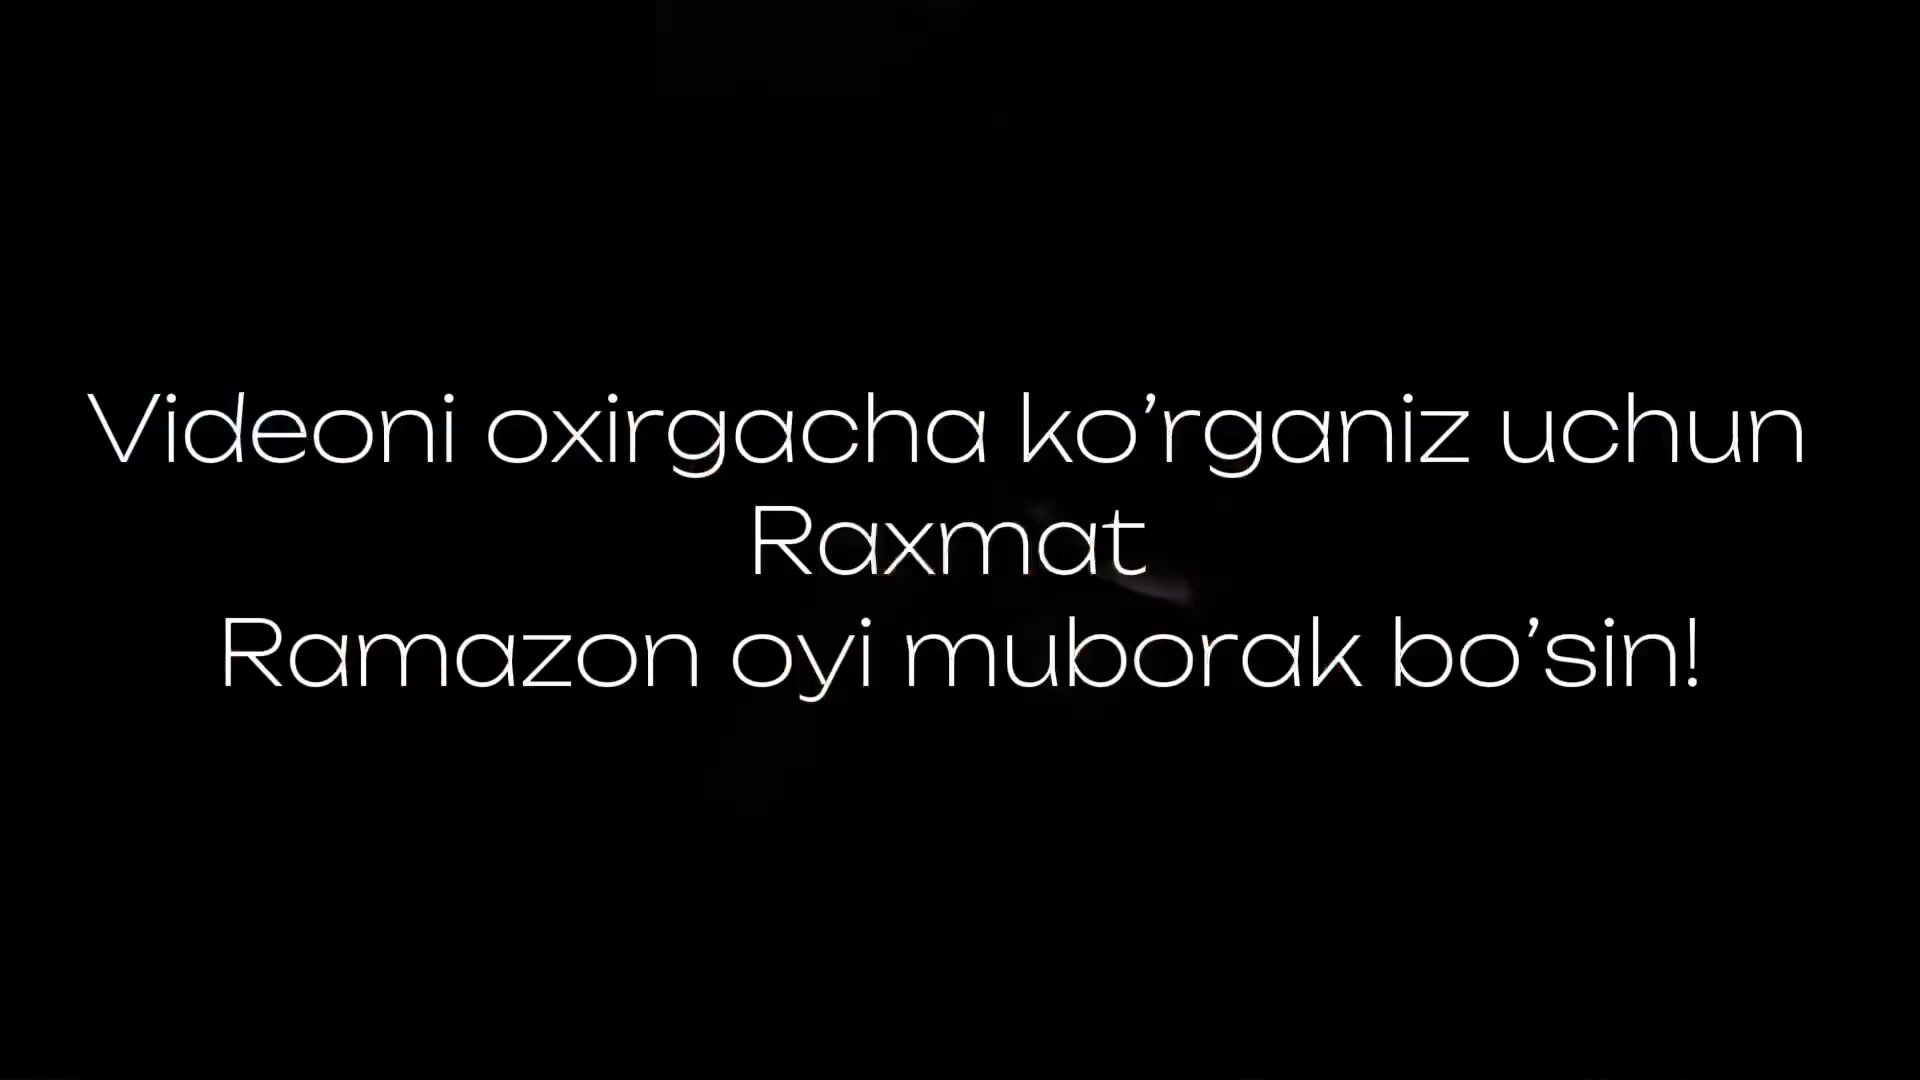 Videoni oxirgacha ko’rganiz uchun
Raxmat
Ramazon oyi muborak bo’sin!